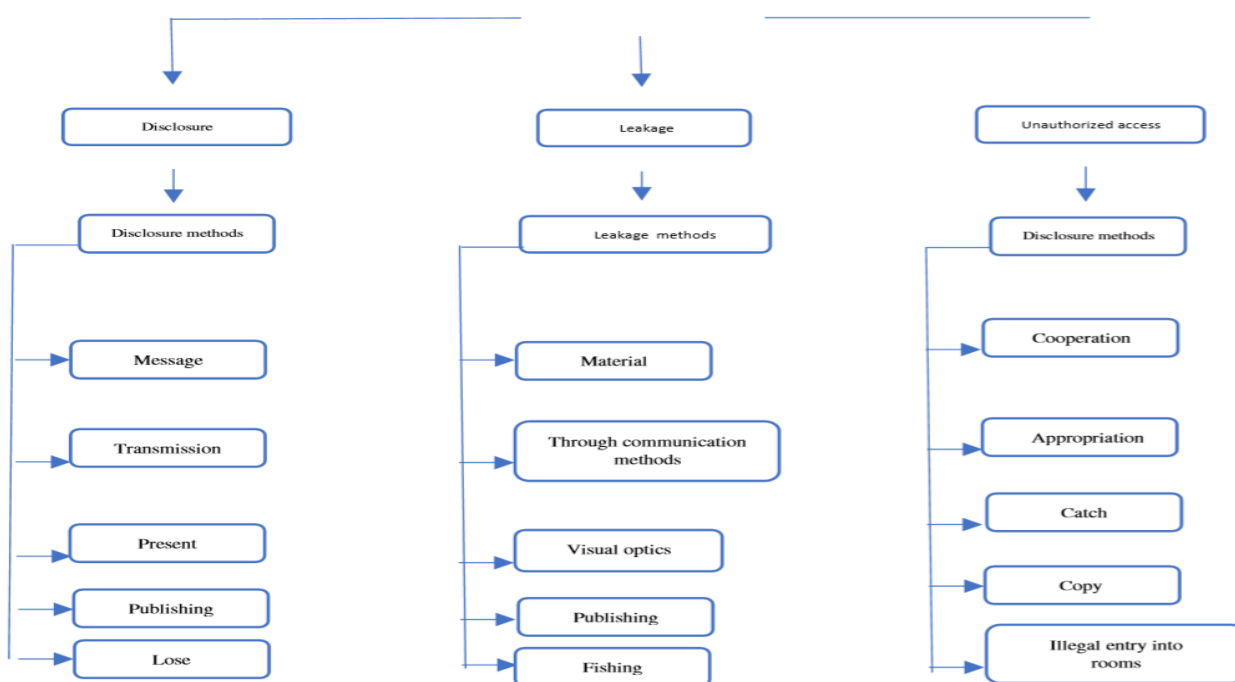 Disclosure
Leakage
Unauthorized access
Disclosure methods
Leakage methods
Disclosure methods
Message
Transmission
Present
Publishing
Lose
Material
Through communication
methods
Visual optics
Publishing
Fishing
Cooperation
Appropriation
Catch
Copy
Illegal entry into
rooms